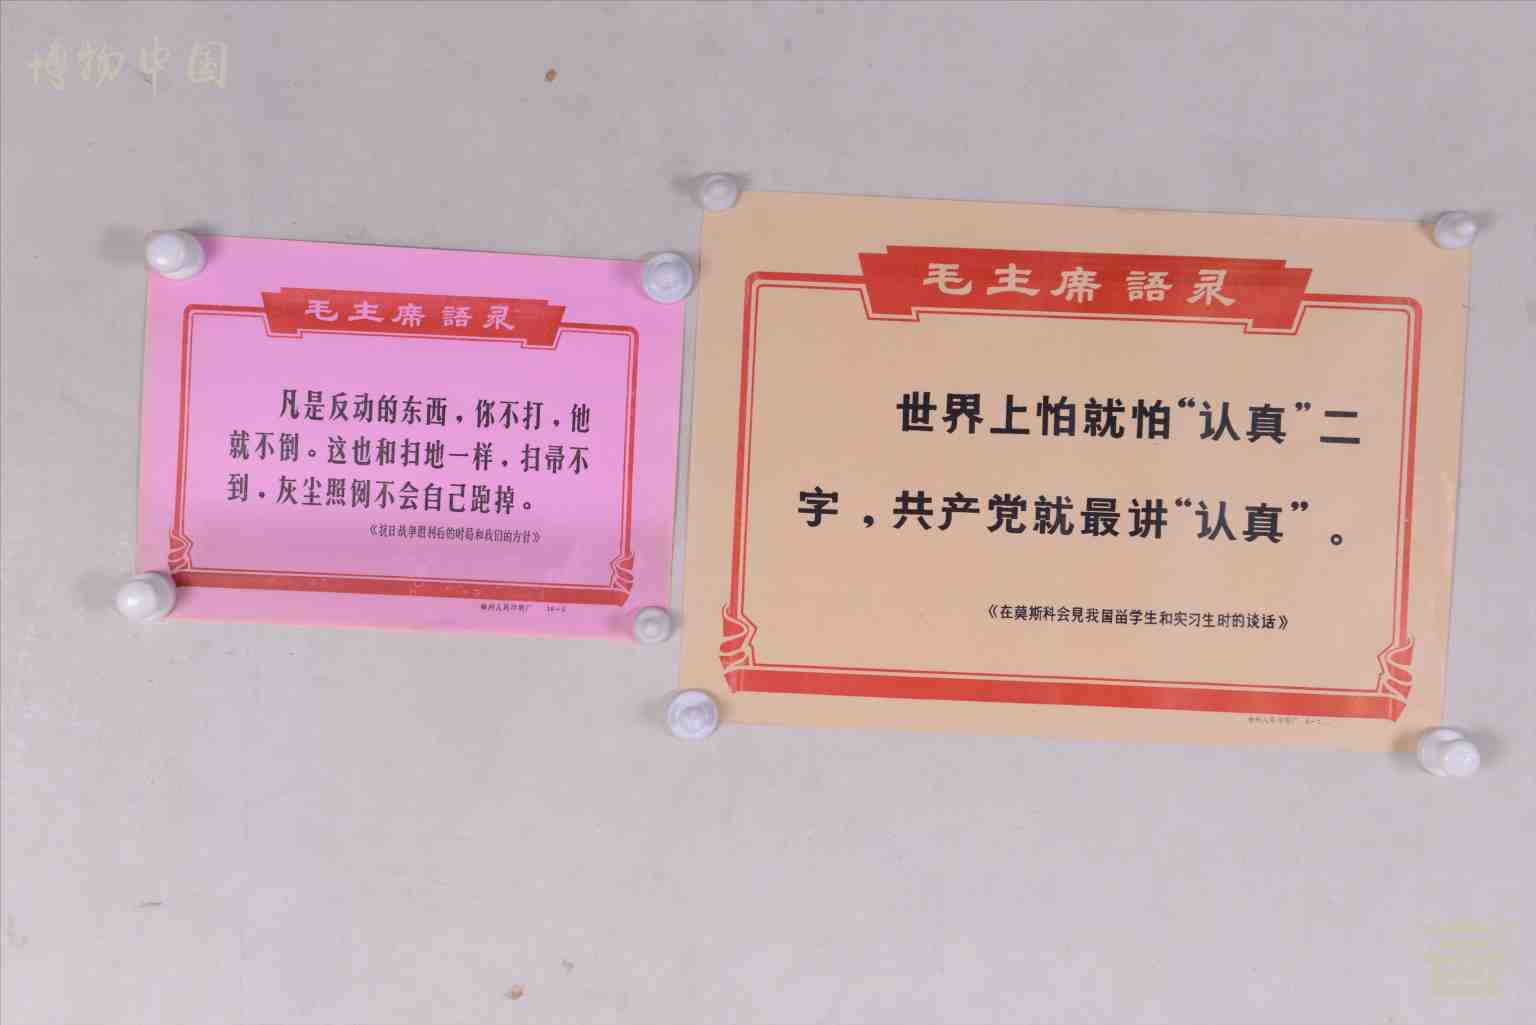 博物中国
毛主席語录
凡是反动的东西，你不打，他
就不倒。这也和扫地一样，扫帚不
到，灰尘照例不会自己跑掉。
《抗日战争胜利后的时局和我们的方针》
毛主席語录
世界上怕就怕“认真”二
字，共产党就最讲“认真”。
《在莫斯科会見我国留学生和实习生时的谈话》